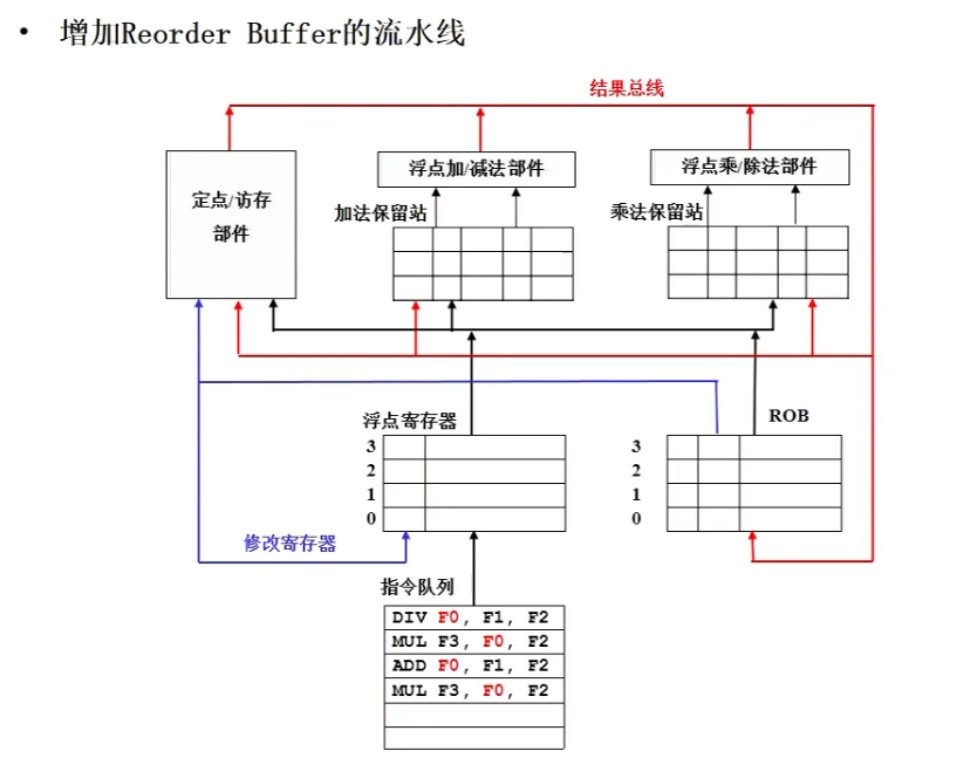 • 增加Reorder Buffer的流水线
结果总线
定点/访存
部件
浮点加/减法部件
浮点乘/除法部件
加法保留站
乘法保留站
浮点寄存器
ROB
3
2
1
0
3
2
1
0
修改寄存器
指令队列
DIV F0, F1, F2
MUL F3, F0, F2
ADD F0, F1, F2
MUL F3, F0, F2